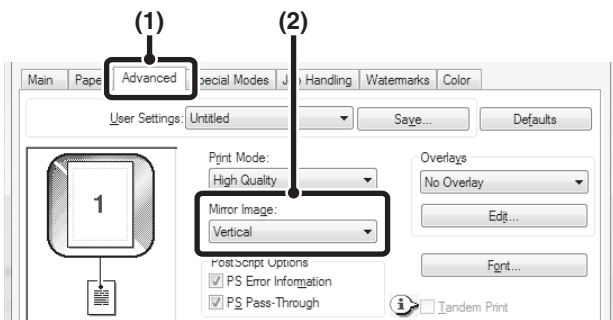 (1) (2)
Main Advanced Special Modes Handling Watermarks Color
User Settings: Untitled Save... Defaults
Print Mode: Overlays
High Quality No Overlay
1
Mirror Image: Edit...
Vertical
PostScript Options Font...
PS Error Information
PS Pass-Through Tandem Print